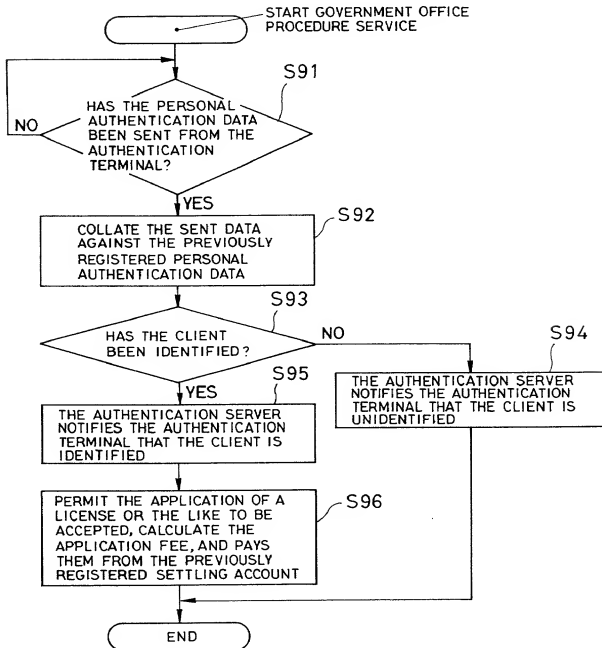 START GOVERNMENT OFFICE
PROCEDURE SERVICE
S91
HAS THE PERSONAL
AUTHENTICATION DATA
BEEN SENT FROM THE
AUTHENTICATION
TERMINAL?
NO
YES
S92
COLLATE THE SENT DATA
AGAINST THE PREVIOUSLY
REGISTERED PERSONAL
AUTHENTICATION DATA
S93
HAS THE CLIENT
BEEN IDENTIFIED?
NO
YES
S94
THE AUTHENTICATION SERVER
NOTIFIES THE AUTHENTICATION
TERMINAL THAT THE CLIENT IS
UNIDENTIFIED
S95
THE AUTHENTICATION SERVER
NOTIFIES THE AUTHENTICATION
TERMINAL THAT THE CLIENT IS
IDENTIFIED
S96
PERMIT THE APPLICATION OF A
LICENSE OR THE LIKE TO BE
ACCEPTED, CALCULATE THE
APPLICATION FEE, AND PAYS
THEM FROM THE PREVIOUSLY
REGISTERED SETTLING ACCOUNT
END